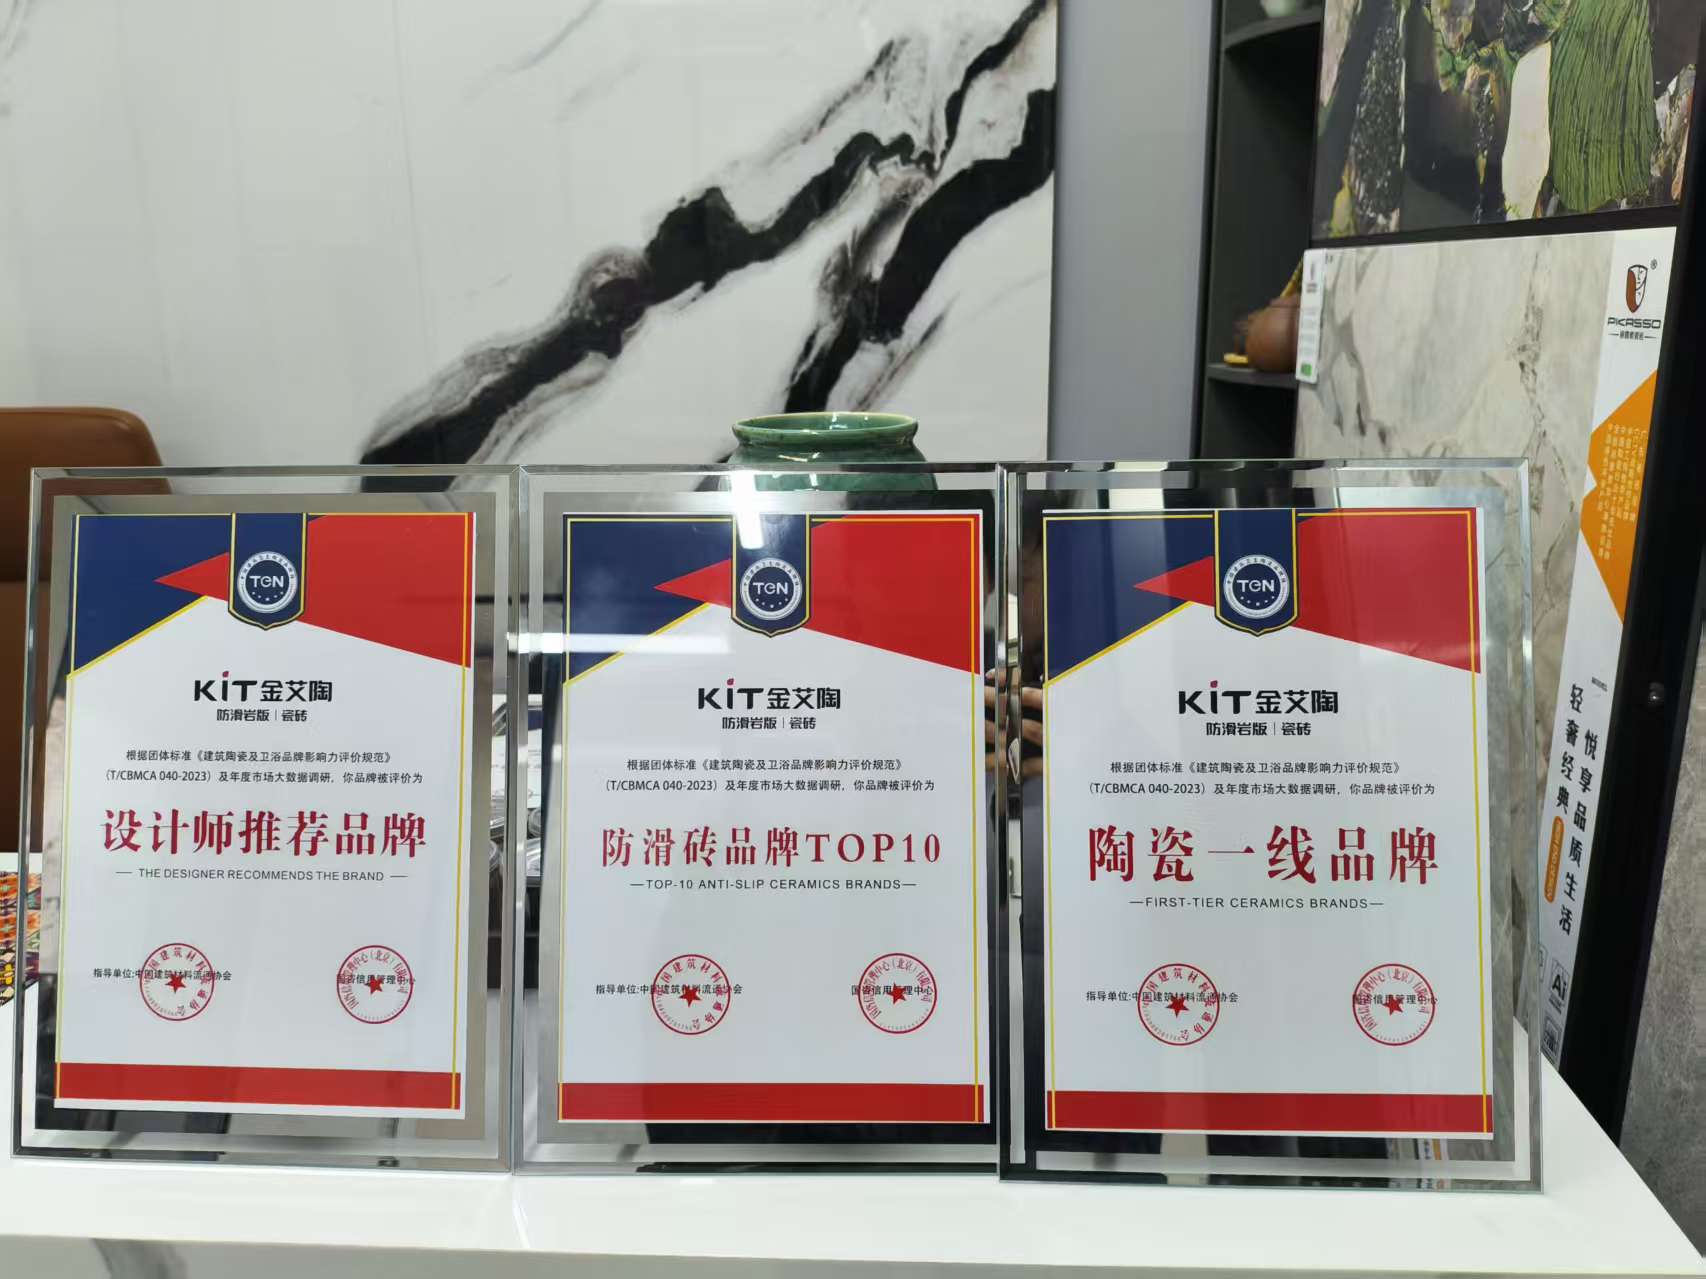 TEN
KiT金艾陶
防滑岩版 | 瓷砖
根据团体标准《建筑陶瓷及卫浴品牌影响力评价规范》
（T/CBMCA 040-2023）及年度市场大数据调研，你品牌被评价为
设计师推荐品牌
— THE DESIGNER RECOMMENDS THE BRAND —
指导单位:中国建筑材料流通协会
国咨信用管理中心
TEN
KiT金艾陶
防滑岩版 | 瓷砖
根据团体标准《建筑陶瓷及卫浴品牌影响力评价规范》
（T/CBMCA 040-2023）及年度市场大数据调研，你品牌被评价为
防滑砖品牌TOP10
—TOP-10 ANTI-SLIP CERAMICS BRANDS—
指导单位:中国建筑材料流通协会
国咨信用管理中心
TEN
KiT金艾陶
防滑岩版 | 瓷砖
根据团体标准《建筑陶瓷及卫浴品牌影响力评价规范》
（T/CBMCA 040-2023）及年度市场大数据调研，你品牌被评价为
陶瓷一线品牌
—FIRST-TIER CERAMICS BRANDS—
指导单位:中国建筑材料流通协会
国咨信用管理中心
PIKASSO
®
轻奢经典
悦享品质生活